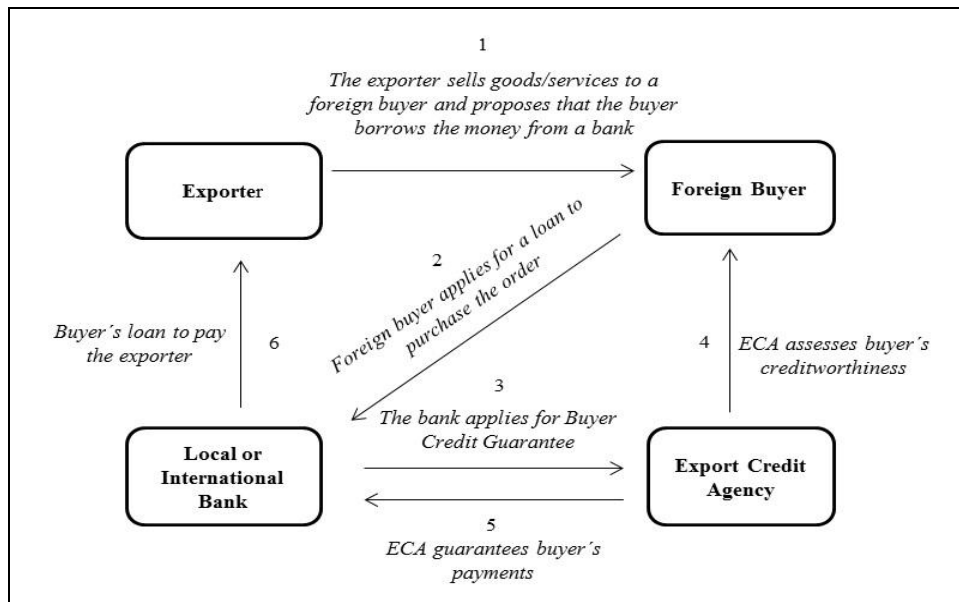 1
The exporter sells goods/services to a
foreign buyer and proposes that the buyer
borrows the money from a bank
Exporter
Foreign Buyer
2
Foreign buyer applies for a loan to
purchase the order
Buyer´s loan to pay
the exporter
6
4
ECA assesses buyer´s
creditworthiness
3
The bank applies for Buyer
Credit Guarantee
Local or
International
Bank
Export Credit
Agency
5
ECA guarantees buyer´s
payments